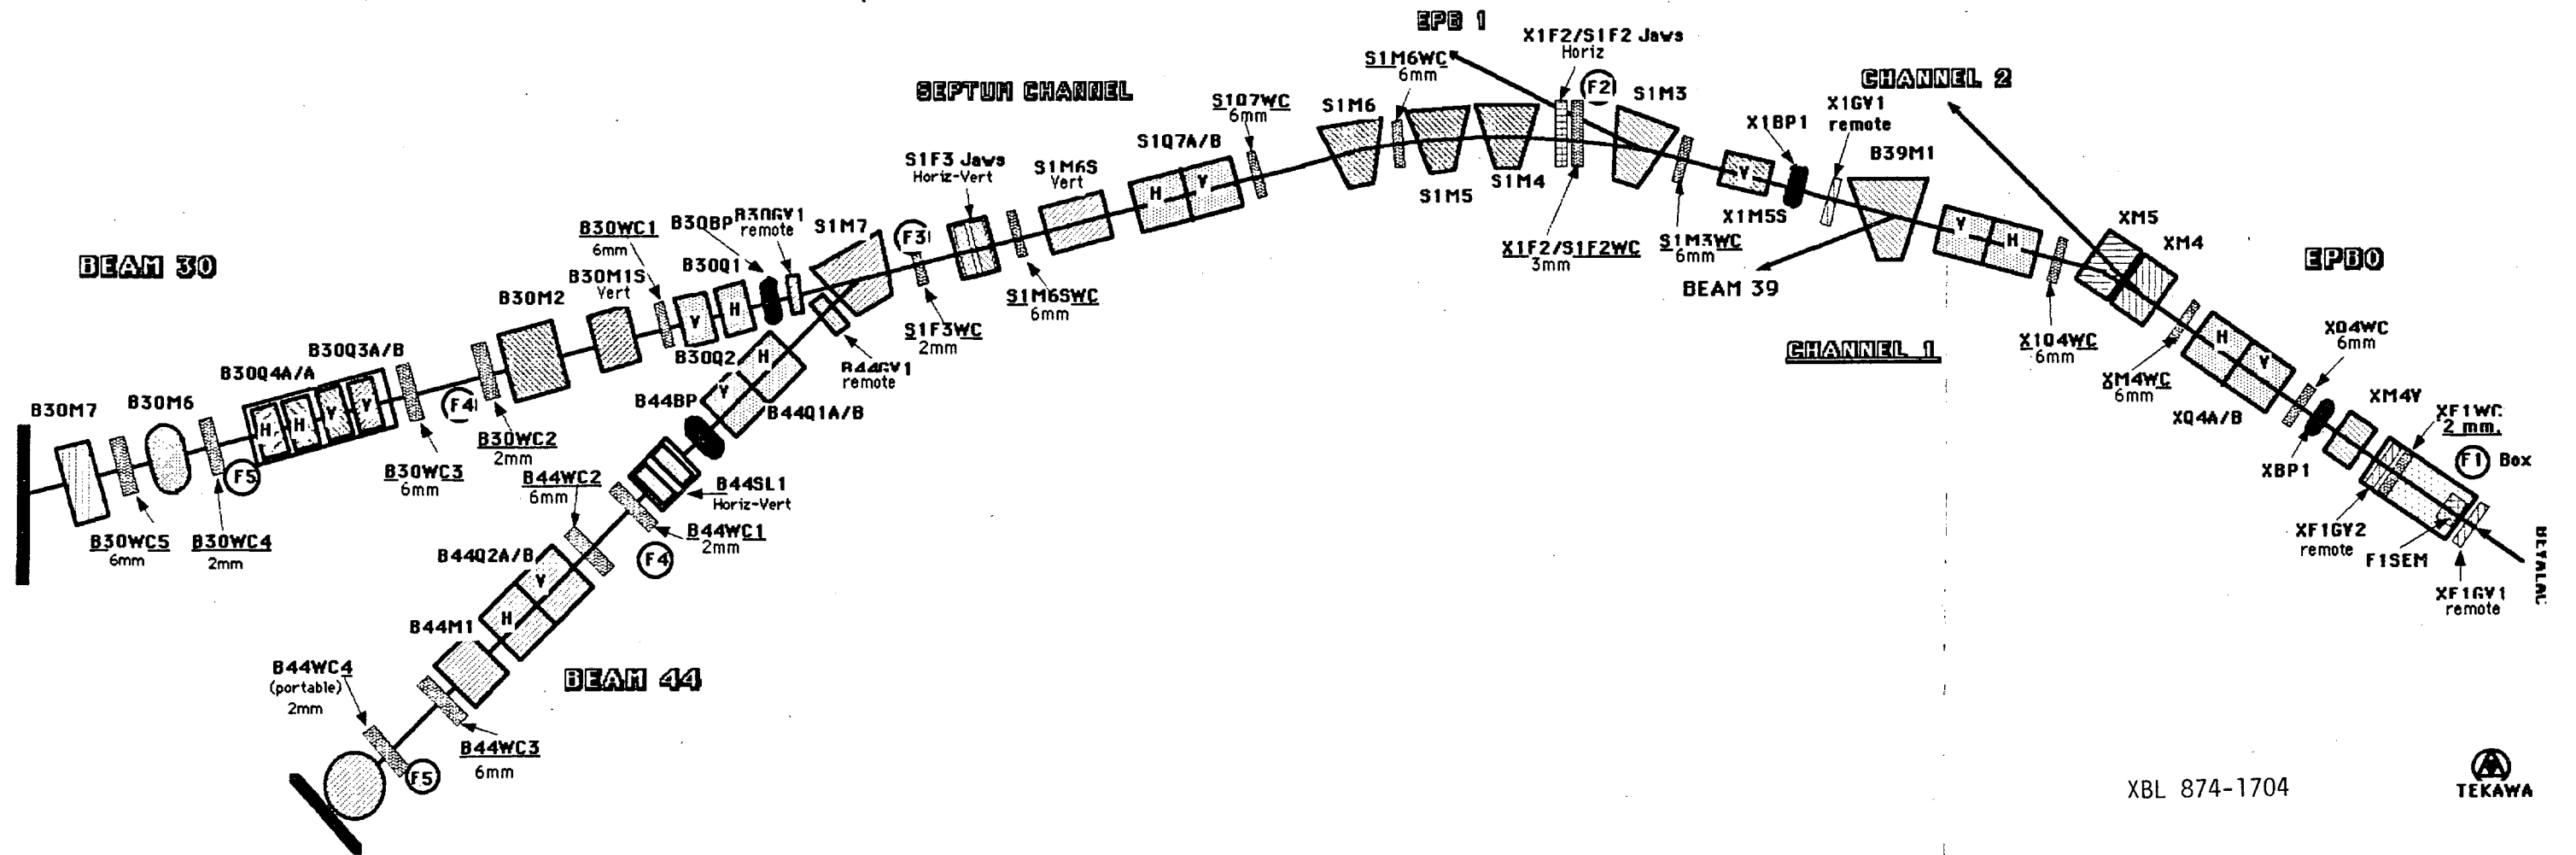 EPB 1
X1F2/S1F2 Jaws
Horiz
S1M6WC
6mm
F2
S1M3
CHANNEL 2
SEPTUM CHANNEL
S1Q7WC
6mm
S1M6
X1GV1
remote
X1BP1
B39M1
S1Q7A/B
H
V
S1F3 Jaws
Horiz-Vert
S1M6S
Vert
S1M5
S1M4
V
X1M5S
X1F2/S1F2WC
3mm
S1M3WC
6mm
BEAM 39
V
H
XM5
XM4
EPB0
CHANNEL 1
X1Q4WC
6mm
XM4WC
6mm
H
V
XQ4A/B
XQ4WC
6mm
XBP1
XM4V
XF1WC
2 mm.
F1
Box
XF1GV2
remote
F1SEM
XF1GV1
remote
BEVALAC
BEAM 30
B30WC1
6mm
B30BP
B30GV1
remote
S1M7
F3
B30M1S
Vert
B30Q1
V
H
B30Q2
S1F3WC
2mm
S1M6SWC
6mm
B30M2
B30Q3A/B
B30Q4A/A
H
H
V
V
F4
B30M7
B30M6
F5
B30WC5
6mm
B30WC4
2mm
B30WC3
6mm
B30WC2
2mm
B44GV1
remote
H
V
B44BP
B44Q1A/B
B44SL1
Horiz-Vert
B44WC2
6mm
B44WC1
2mm
F4
B44Q2A/B
V
H
B44M1
BEAM 44
B44WC4
(portable)
2mm
B44WC3
6mm
F5
XBL 874-1704
TEKAWA